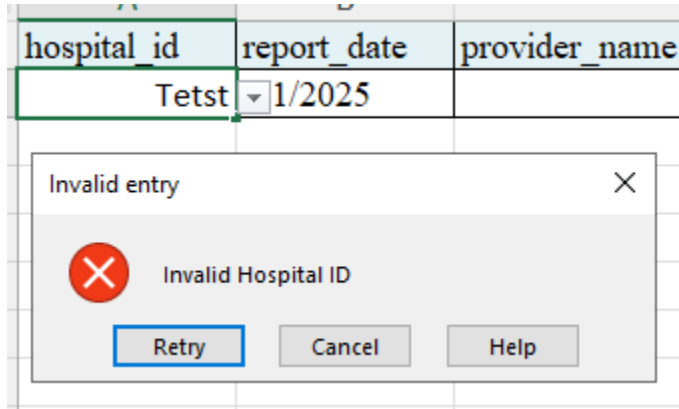 hospital_id report_date provider_name
Tetst 1/2025
Invalid entry
Invalid Hospital ID
Retry Cancel Help